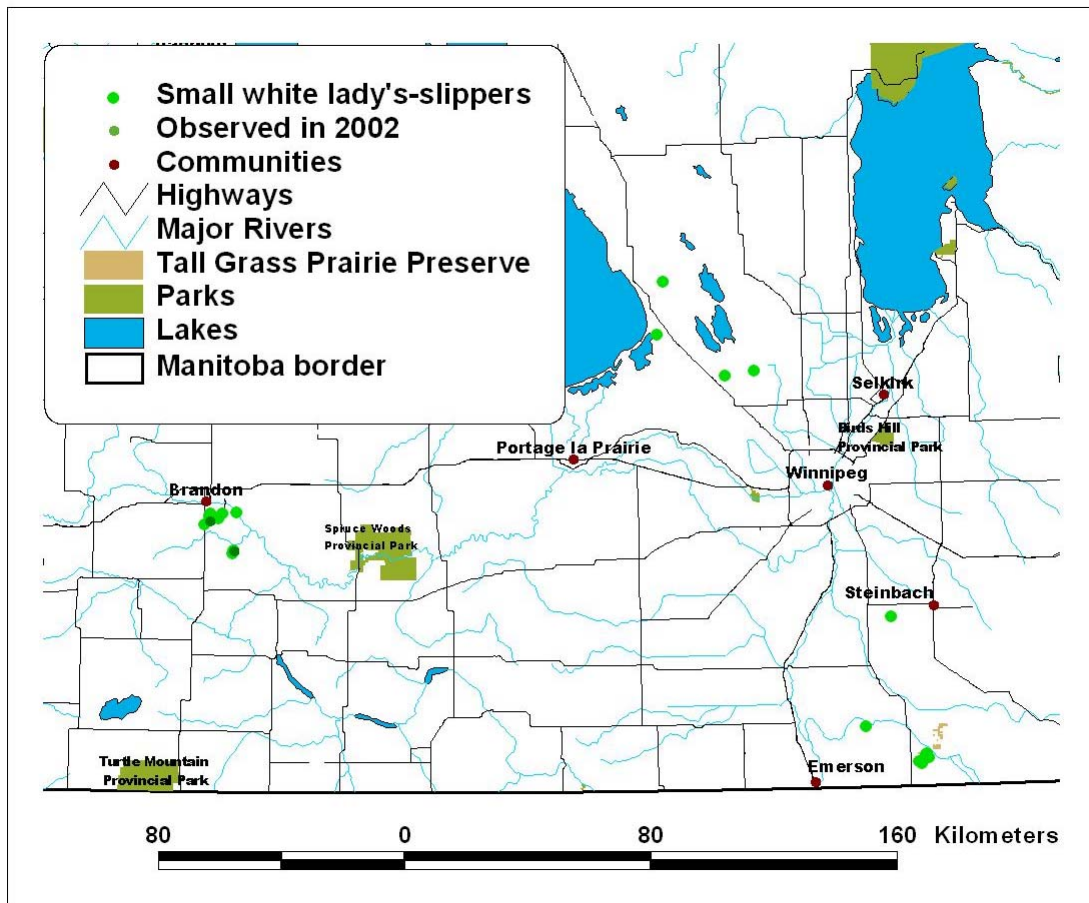 Small white lady's-slippers
Observed in 2002
Communities
Highways
Major Rivers
Tall Grass Prairie Preserve
Parks
Lakes
Manitoba border
Selkirk
Birds Hill
Provincial Park
Portage la Prairie
Winnipeg
Brandon
Spruce Woods
Provincial Park
Steinbach
Turtle Mountain
Provincial Park
Emerson
80 0 80 160 Kilometers